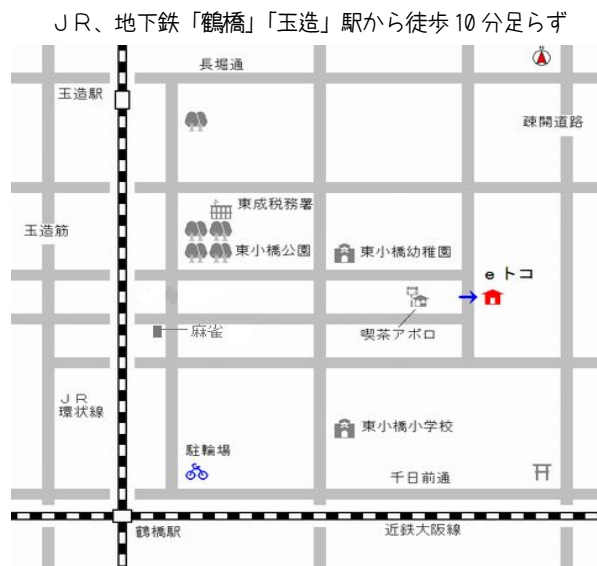 JR、地下鉄「鶴橋」「玉造」駅から徒歩10分足らず
長堀通
N
玉造駅
疎開道路
東成税務署
玉造筋
東小橋公園
東小橋幼稚園
eトコ
麻雀
喫茶アポロ
JR
環状線
東小橋小学校
駐輪場
千日前通
鶴橋駅
近鉄大阪線